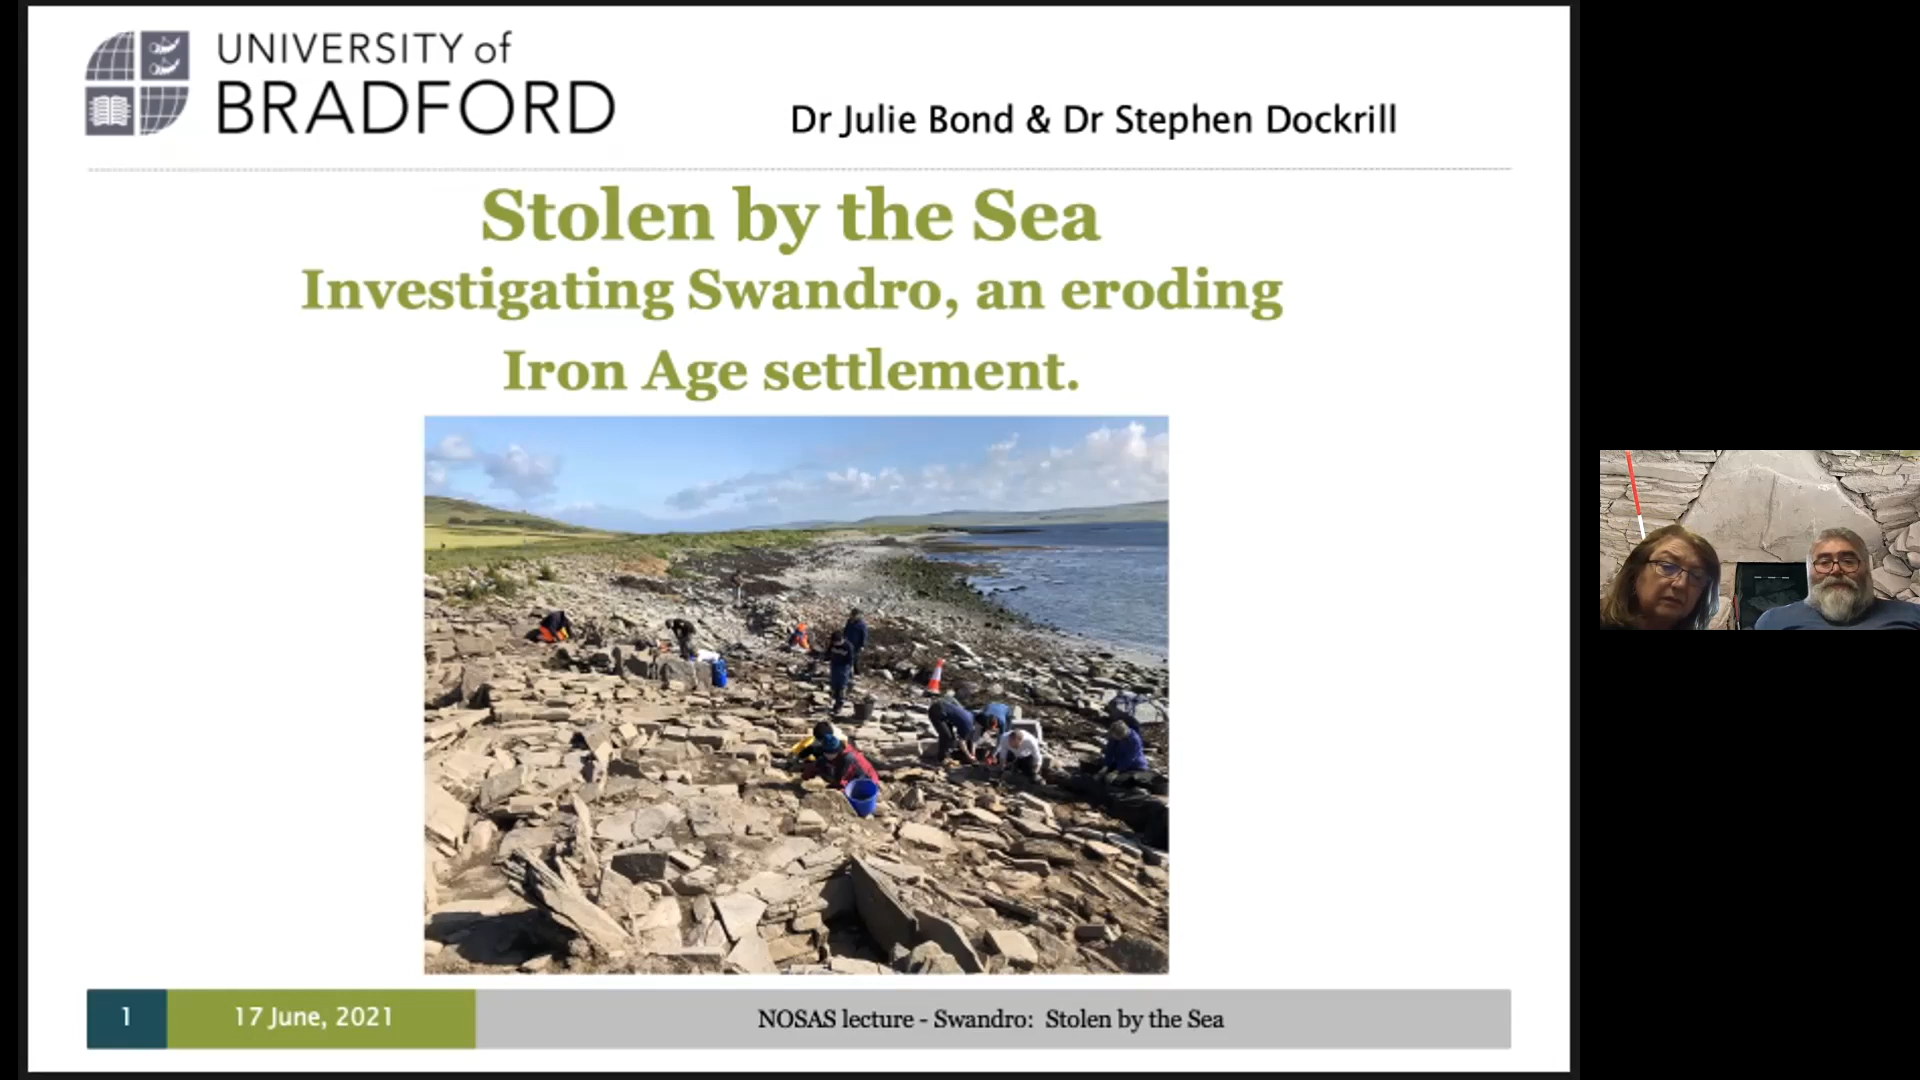 UNIVERSITY of
BRADFORD
Dr Julie Bond & Dr Stephen Dockrill
Stolen by the Sea
Investigating Swandro, an eroding
Iron Age settlement.
1
17 June, 2021
NOSAS lecture - Swandro: Stolen by the Sea